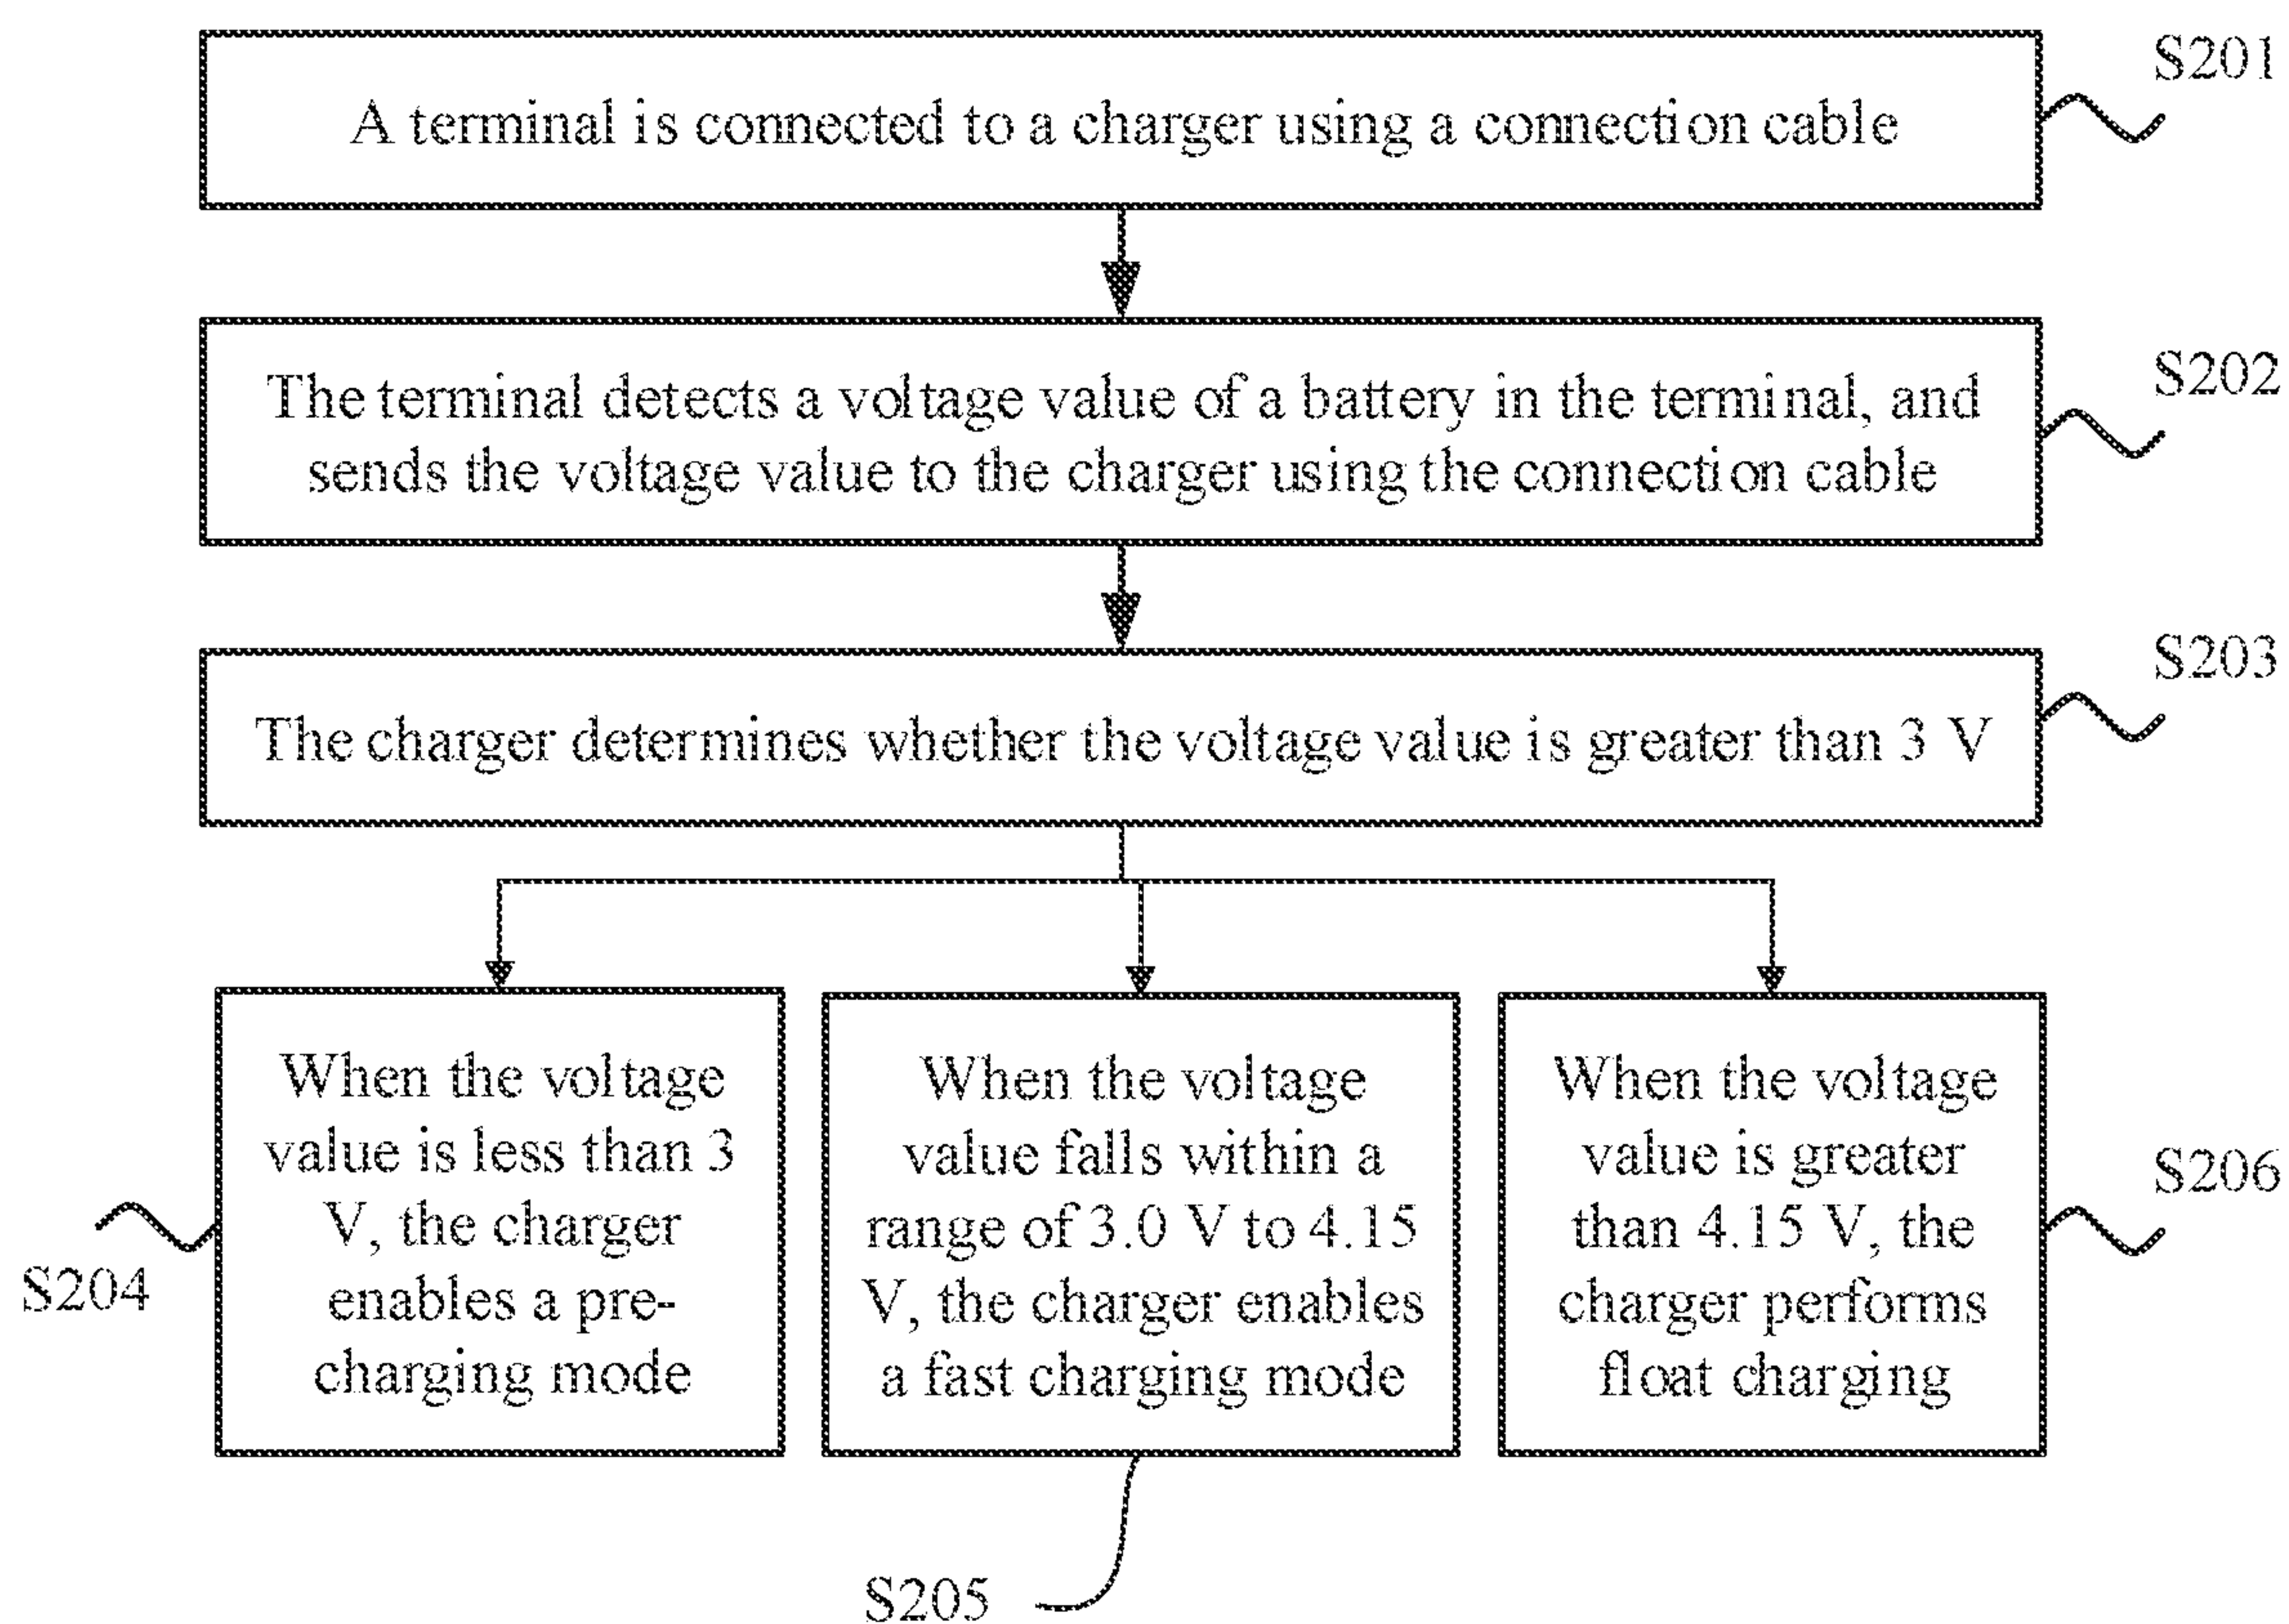 S201
A terminal is connected to a charger using a connection cable
S202
The terminal detects a voltage value of a battery in the terminal, and
sends the voltage value to the charger using the connection cable
S203
The charger determines whether the voltage value is greater than 3 V
When the voltage
value is less than 3
V, the charger
enables a pre-
charging mode
S204
When the voltage
value falls within a
range of 3.0 V to 4.15
V, the charger enables
a fast charging mode
S205
When the voltage
value is greater
than 4.15 V, the
charger performs
float charging
S206